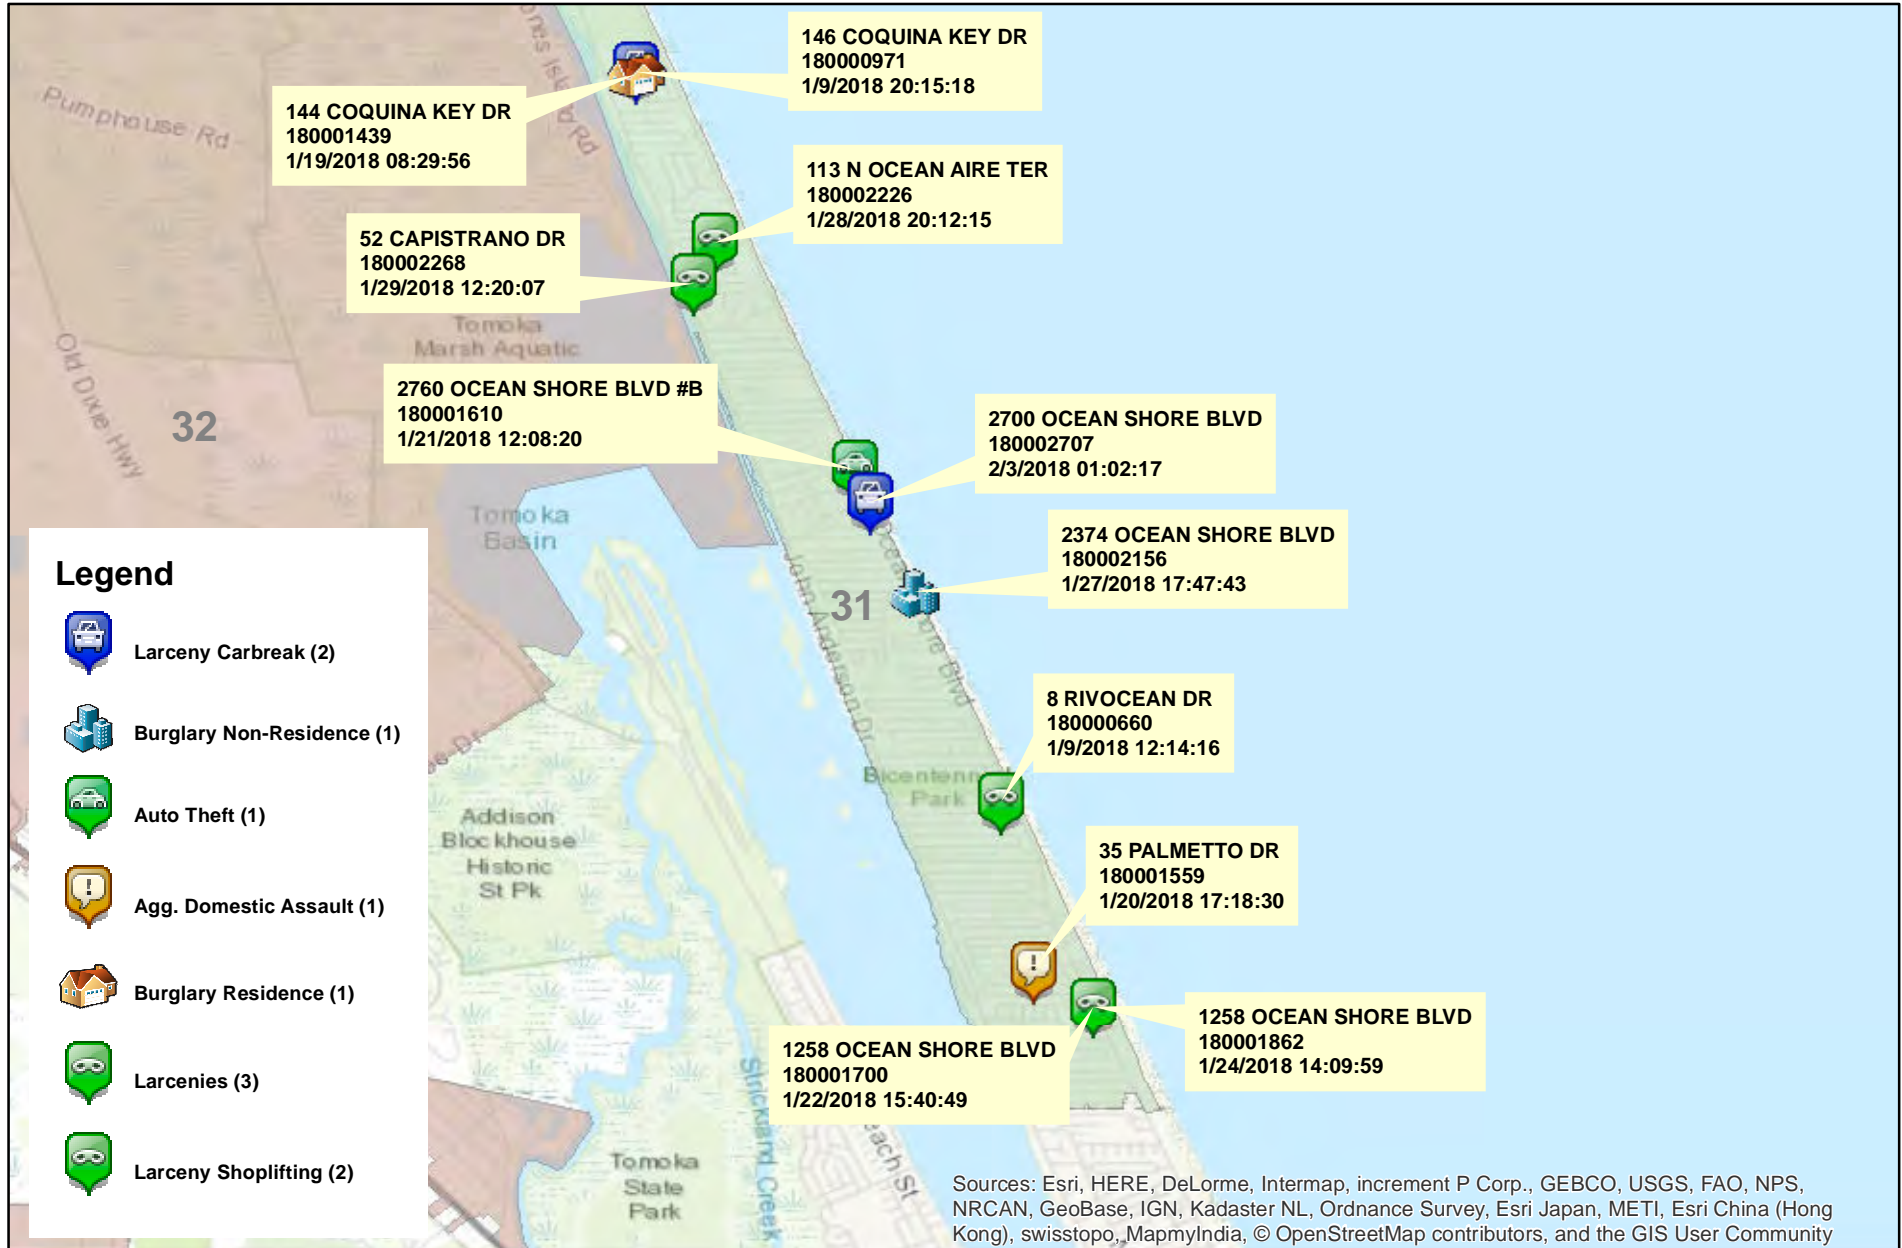 146 COQUINA KEY DR
180000971
1/9/2018 20:15:18
144 COQUINA KEY DR
180001439
1/19/2018 08:29:56
Pumphouse Rd
113 N OCEAN AIRE TER
180002226
1/28/2018 20:12:15
52 CAPISTRANO DR
180002268
1/29/2018 12:20:07
Tomoka
Marsh Aquatic
Old Dixie Hwy
32
2760 OCEAN SHORE BLVD #B
180001610
1/21/2018 12:08:20
2700 OCEAN SHORE BLVD
180002707
2/3/2018 01:02:17
Tomoka
Basin
2374 OCEAN SHORE BLVD
180002156
1/27/2018 17:47:43
31
John Anderson Dr
Blvd
8 RIVOCEAN DR
180000660
1/9/2018 12:14:16
Park
Addison
Blockhouse
Historic
St Pk
35 PALMETTO DR
180001559
1/20/2018 17:18:30
1258 OCEAN SHORE BLVD
180001862
1/24/2018 14:09:59
1258 OCEAN SHORE BLVD
180001700
1/22/2018 15:40:49
Strickland Creek
each St
Tomoka
State
Park
Legend
Larceny Carbreak (2)
Burglary Non-Residence (1)
Auto Theft (1)
Agg. Domestic Assault (1)
Burglary Residence (1)
Larcenies (3)
Larceny Shoplifting (2)
Sources: Esri, HERE, DeLorme, Intermap, increment P Corp., GEBCO, USGS, FAO, NPS,
NRCAN, GeoBase, IGN, Kadaster NL, Ordnance Survey, Esri Japan, METI, Esri China (Hong
Kong), swisstopo, MapmyIndia, © OpenStreetMap contributors, and the GIS User Community